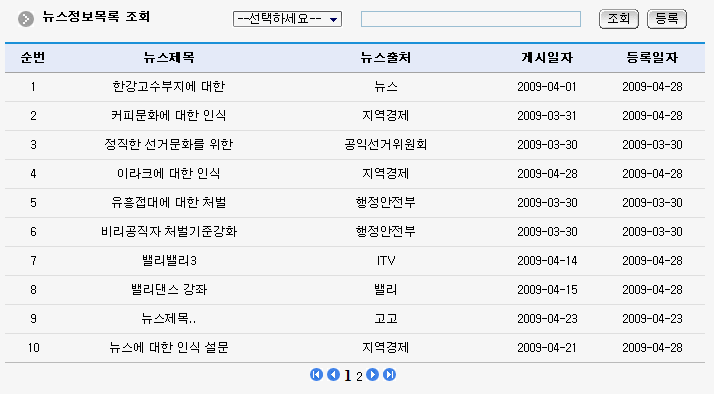 뉴스정보목록 조회 --선택하세요-- 조회 등록
순번 뉴스제목 뉴스출처 게시일자 등록일자
1 한강고수부지에 대한 뉴스 2009-04-01 2009-04-28
2 커피문화에 대한 인식 지역경제 2009-03-31 2009-04-28
3 정직한 선거문화를 위한 공익선거위원회 2009-03-30 2009-03-30
4 이라크에 대한 인식 지역경제 2009-04-28 2009-04-28
5 유흥접대에 대한 처벌 행정안전부 2009-03-30 2009-03-30
6 비리공직자 처벌기준강화 행정안전부 2009-03-30 2009-03-30
7 밸리밸리3 ITV 2009-04-14 2009-04-28
8 밸리댄스 강좌 밸리 2009-04-15 2009-04-28
9 뉴스제목.. 고고 2009-04-23 2009-04-23
10 뉴스에 대한 인식 설문 지역경제 2009-04-21 2009-04-28
1 2